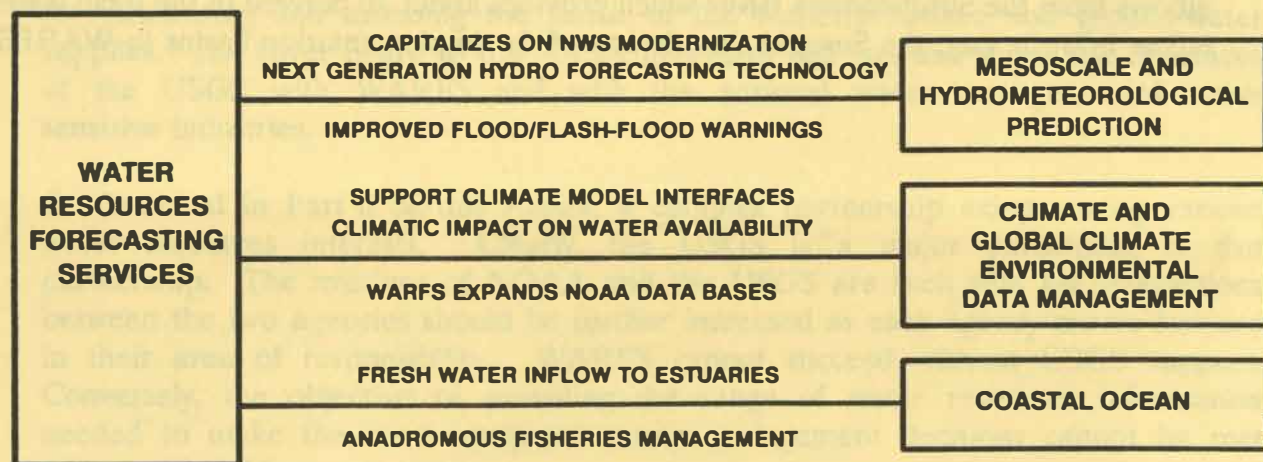 WATER
RESOURCES
FORECASTING
SERVICES
CAPITALIZES ON NWS MODERNIZATION
NEXT GENERATION HYDRO FORECASTING TECHNOLOGY
IMPROVED FLOOD/FLASH-FLOOD WARNINGS
MESOSCALE AND
HYDROMETEOROLOGICAL
PREDICTION
SUPPORT CLIMATE MODEL INTERFACES
CLIMATIC IMPACT ON WATER AVAILABILITY
WARFS EXPANDS NOAA DATA BASES
CLIMATE AND
GLOBAL CLIMATE
ENVIRONMENTAL
DATA MANAGEMENT
FRESH WATER INFLOW TO ESTUARIES
ANADROMOUS FISHERIES MANAGEMENT
COASTAL OCEAN